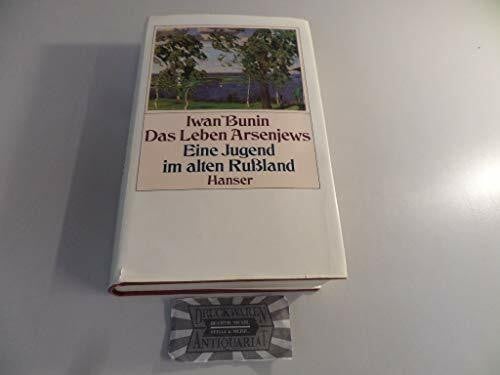 Iwan Bunin
Das Leben Arsenjews
Eine Jugend
im alten Rußland
Hanser
DRUCKWAREN
ANTIQUARIAT